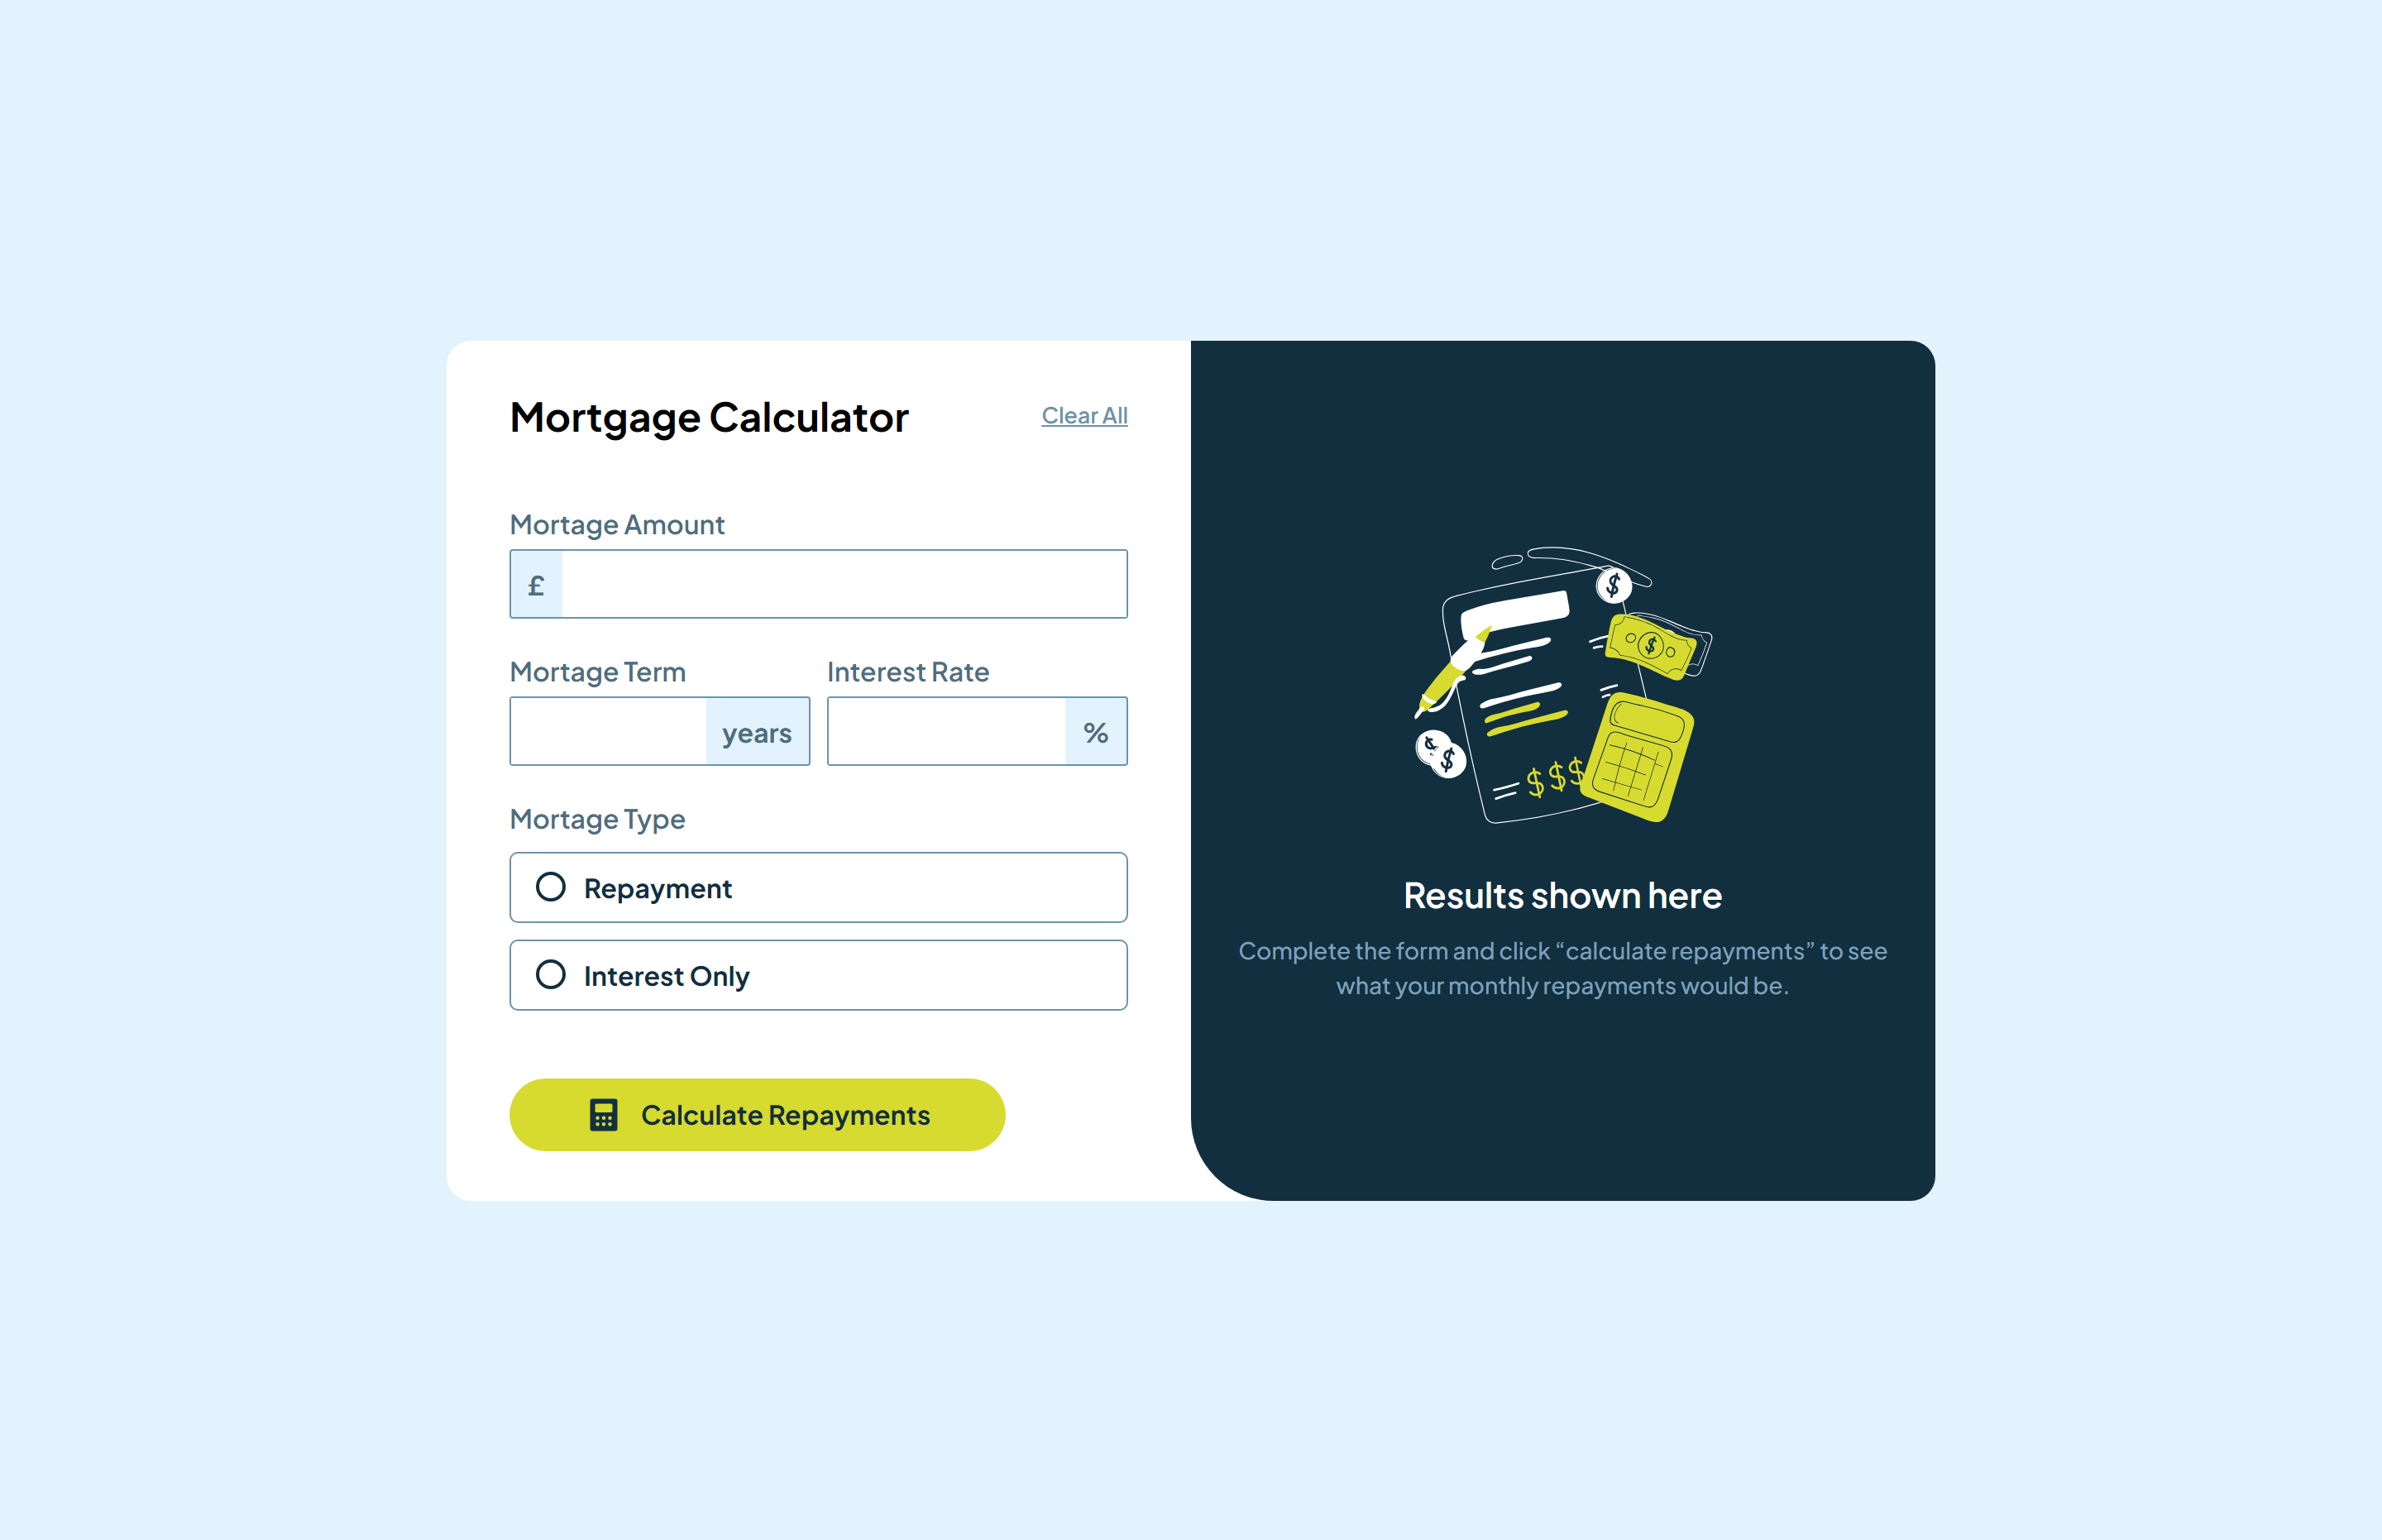 Mortgage Calculator
Clear All
Mortage Amount
£
Mortage Term
Interest Rate
years
%
Mortage Type
Repayment
Interest Only
Calculate Repayments
$
$
$
$
$$$
Results shown here
Complete the form and click “calculate repayments” to see
what your monthly repayments would be.